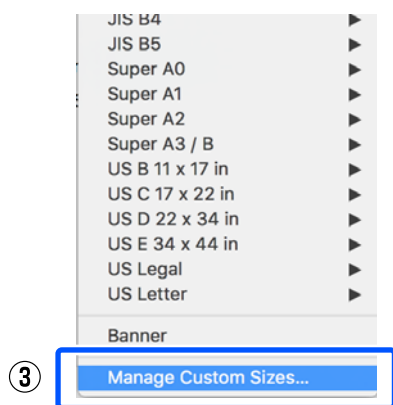 JIS B4
JIS B5
Super A0
Super A1
Super A2
Super A3 / B
US B 11 x 17 in
US C 17 x 22 in
US D 22 x 34 in
US E 34 x 44 in
US Legal
US Letter
Banner
③ Manage Custom Sizes...